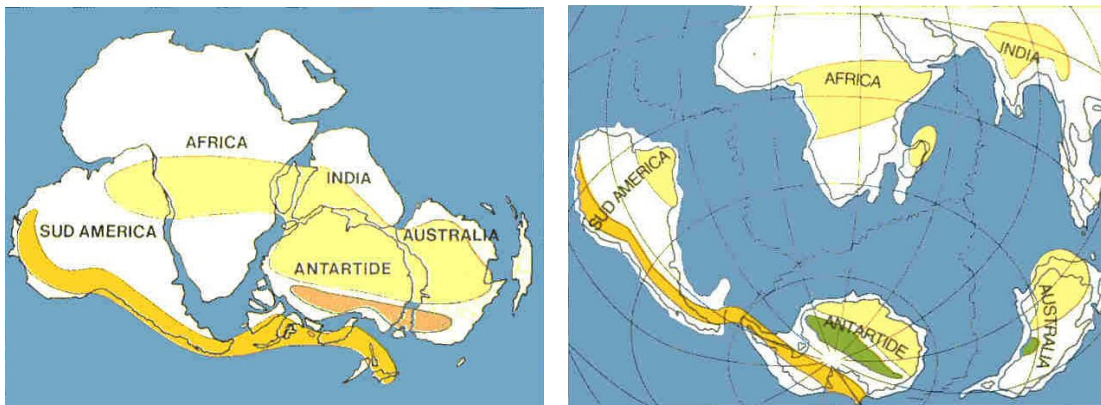 AFRICA
INDIA
SUD AMERICA
AUSTRALIA
ANTARTIDE
INDIA
AFRICA
SUD AMERICA
ANTARTIDE
AUSTRALIA